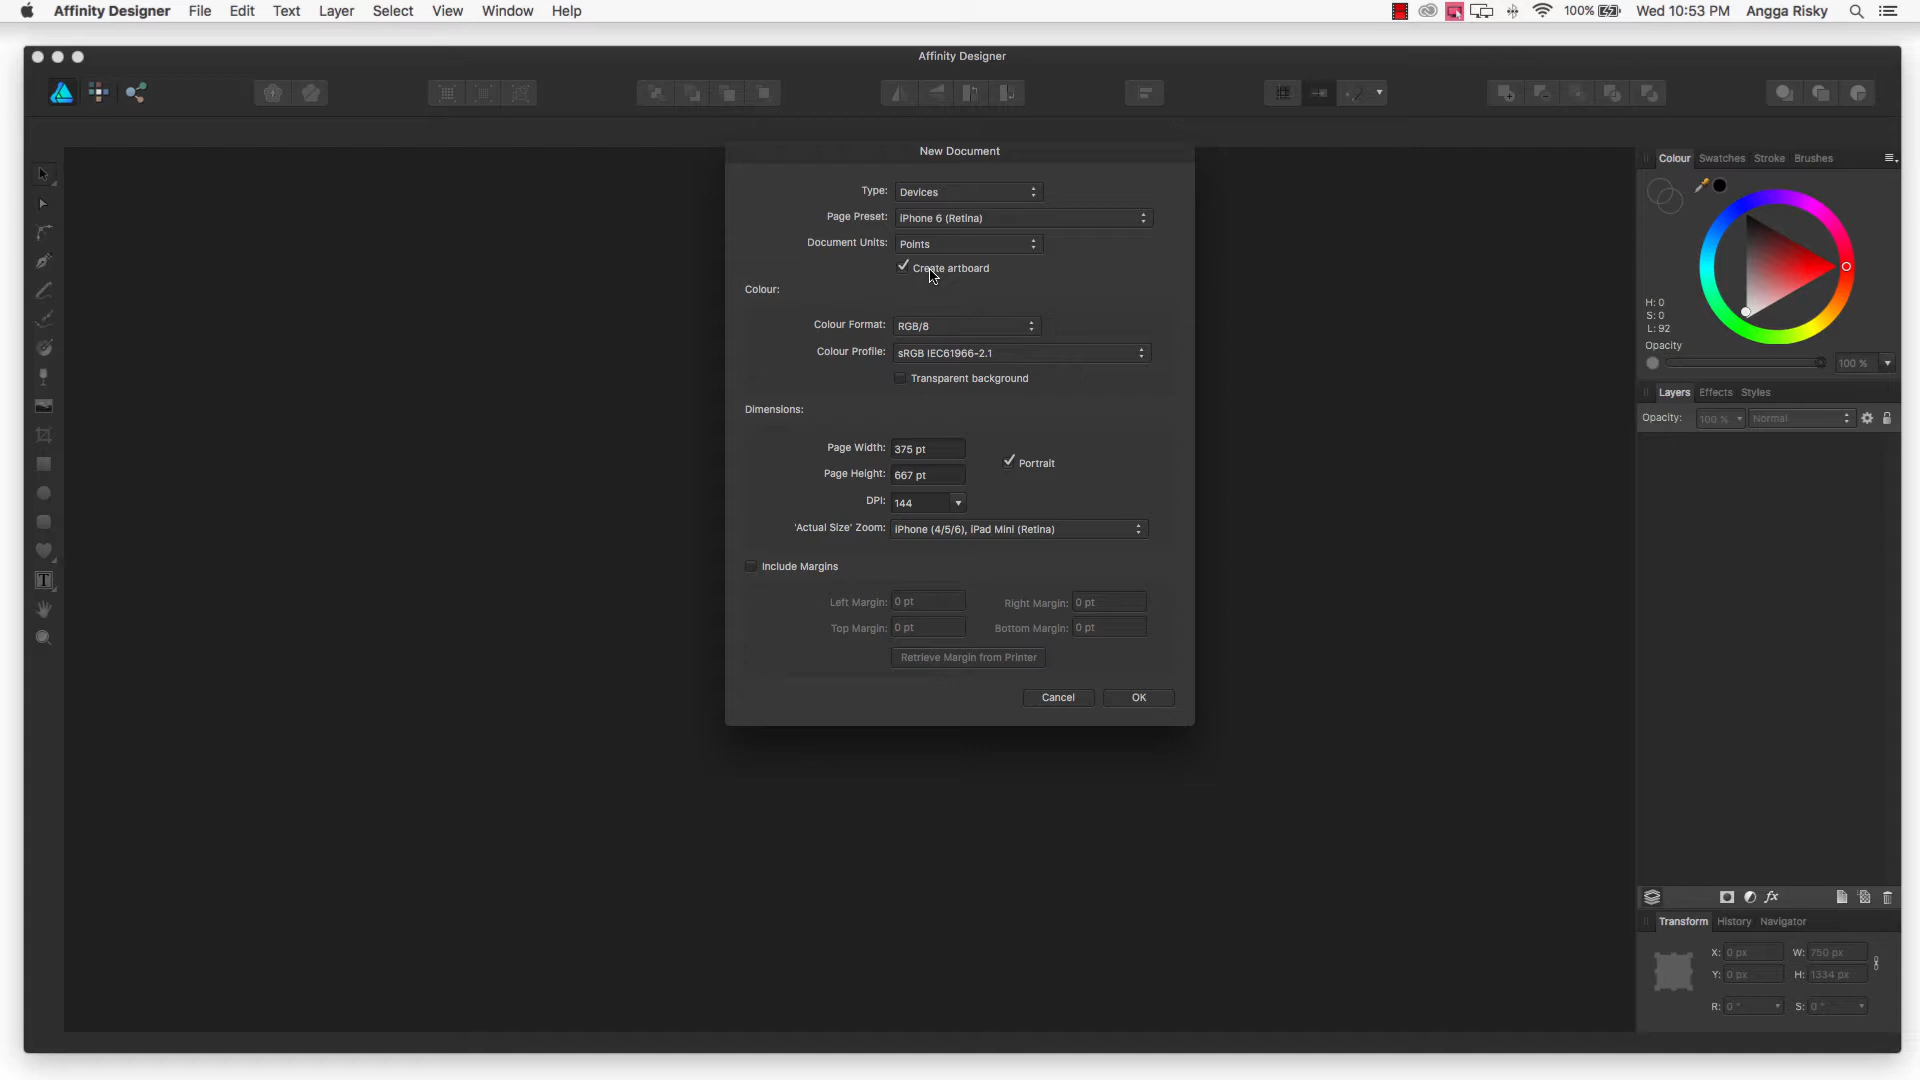 Affinity Designer File Edit Text Layer Select View Window Help 100% Wed 10:53 PM Angga Risky
Affinity Designer
New Document
Type: Devices
Page Preset: iPhone 6 (Retina)
Document Units: Points
Create artboard
Colour:
Colour Format: RGB/8
Colour Profile: sRGB IEC61966-2.1
Transparent background
Dimensions:
Page Width: 375 pt
Portrait
Page Height: 667 pt
DPI: 144
'Actual Size' Zoom: iPhone (4/5/6), iPad Mini (Retina)
Include Margins
Left Margin: 0 pt Right Margin: 0 pt
Top Margin: 0 pt Bottom Margin: 0 pt
Retrieve Margin from Printer
Cancel OK
Colour Swatches Stroke Brushes
H: 0
S: 0
L: 92
Opacity
100 %
Layers Effects Styles
Opacity: 100 % Normal
fx
Transform History Navigator
X: 0 px W: 750 px
Y: 0 px H: 1334 px
R: 0 ° S: 0 °
T